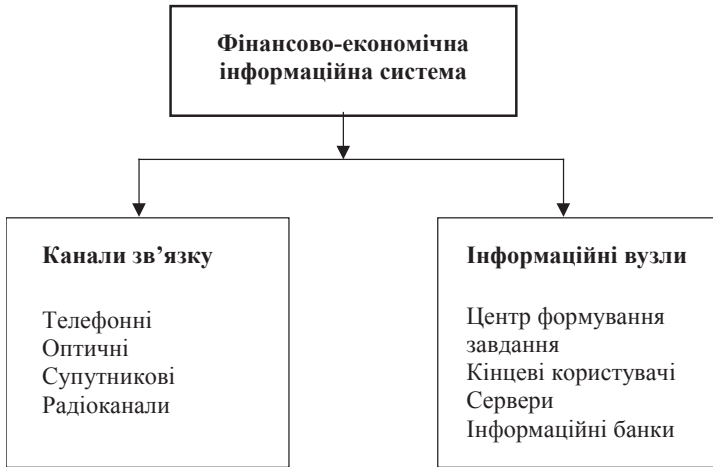 Фінансово-економічна
інформаційна система
Канали зв’язку
Телефонні
Оптичні
Супутникові
Радіоканали
Інформаційні вузли
Центр формування
завдання
Кінцеві користувачі
Сервери
Інформаційні банки